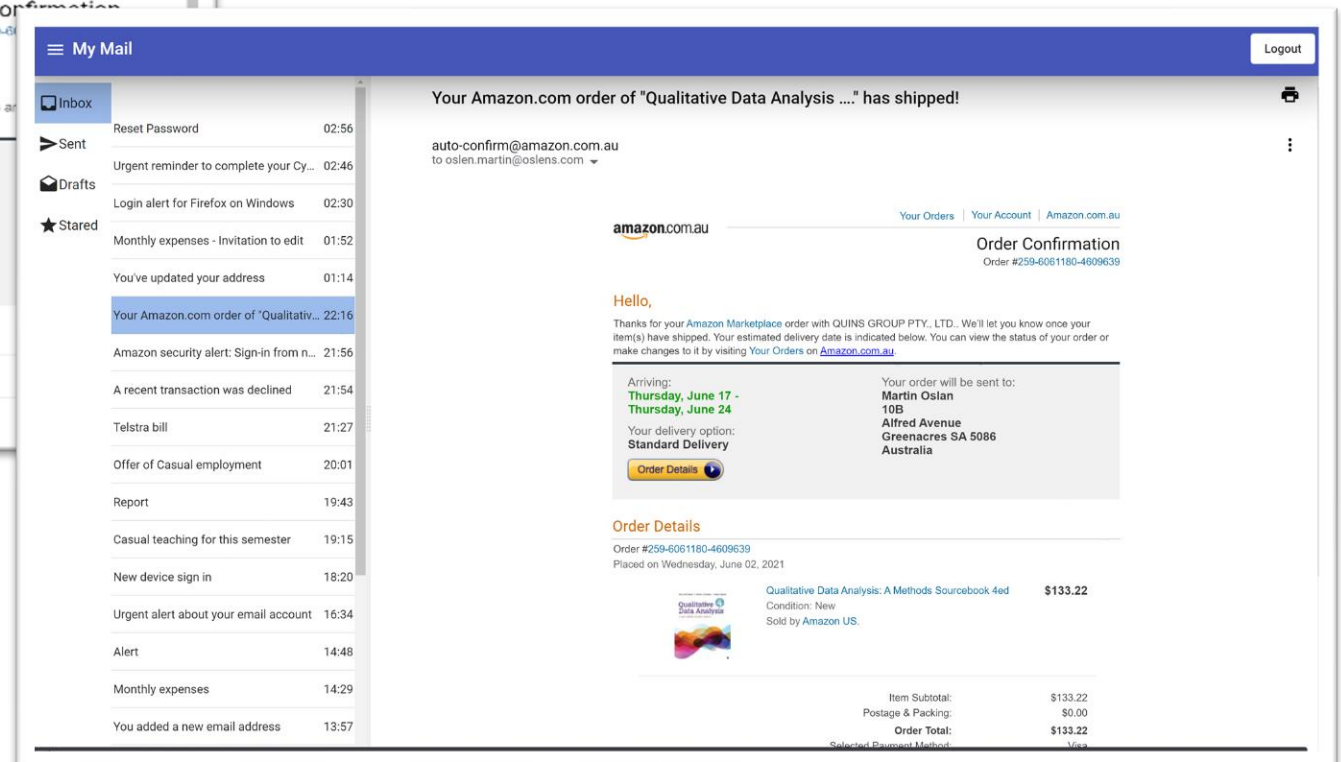 onfirmation
My Mail
Logout
Inbox
Sent
Drafts
Stared
Reset Password 02:56
Urgent reminder to complete your Cy... 02:46
Login alert for Firefox on Windows 02:30
Monthly expenses - Invitation to edit 01:52
You've updated your address 01:14
Your Amazon.com order of "Qualitativ... 22:16
Amazon security alert: Sign-in from n... 21:56
A recent transaction was declined 21:54
Telstra bill 21:27
Offer of Casual employment 20:01
Report 19:43
Casual teaching for this semester 19:15
New device sign in 18:20
Urgent alert about your email account 16:34
Alert 14:48
Monthly expenses 14:29
You added a new email address 13:57
Your Amazon.com order of "Qualitative Data Analysis ...." has shipped!
auto-confirm@amazon.com.au
to oslen.martin@oslens.com
amazon.com.au
Your Orders | Your Account | Amazon.com.au
Order Confirmation
Order #259-6061180-4609639
Hello,
Thanks for your Amazon Marketplace order with QUINS GROUP PTY., LTD.. We'll let you know once your
item(s) have shipped. Your estimated delivery date is indicated below. You can view the status of your order or
make changes to it by visiting Your Orders on Amazon.com.au.
Arriving:
Thursday, June 17 -
Thursday, June 24
Your delivery option:
Standard Delivery
Order Details
Your order will be sent to:
Martin Oslan
10B
Alfred Avenue
Greenacres SA 5086
Australia
Order Details
Order #259-6061180-4609639
Placed on Wednesday, June 02, 2021
Qualitative
Data Analysis
Qualitative Data Analysis: A Methods Sourcebook 4ed $133.22
Condition: New
Sold by Amazon US.
Item Subtotal: $133.22
Postage & Packing: $0.00
Order Total: $133.22
Selected Payment Method: Visa